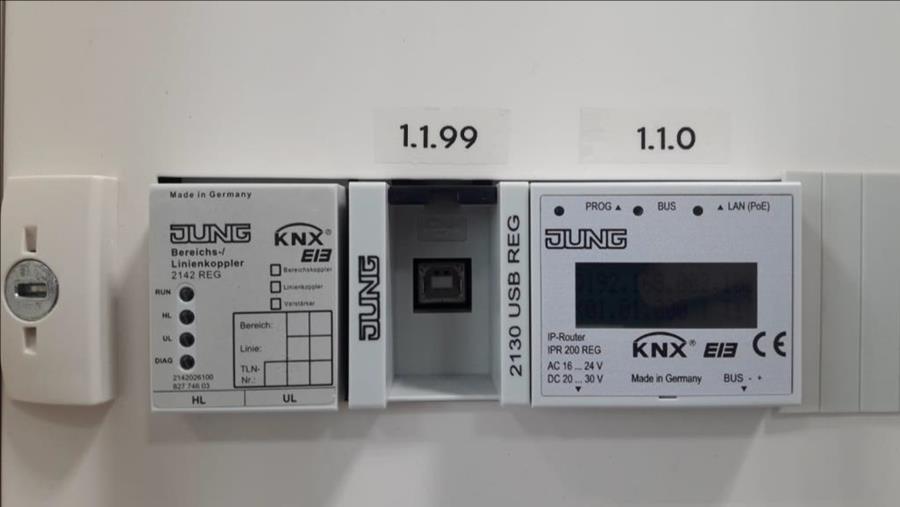 1.1.99
1.1.0
Made in Germany
JUNG
KNX®
EIB
Bereichs-/
Linienkoppler
2142 REG
Bereichskoppler
Linienkoppler
Verstärker
RUN
HL
UL
DIAG
Bereich:
Linie:
TLN-
Nr.:
2142026100
827 746 03
HL
UL
JUNG
2130 USB REG
PROG
BUS
LAN (PoE)
JUNG
IP-Router
IPR 200 REG
AC 16 ... 24 V
DC 20 ... 30 V
KNX® EIB CE
Made in Germany
BUS - +